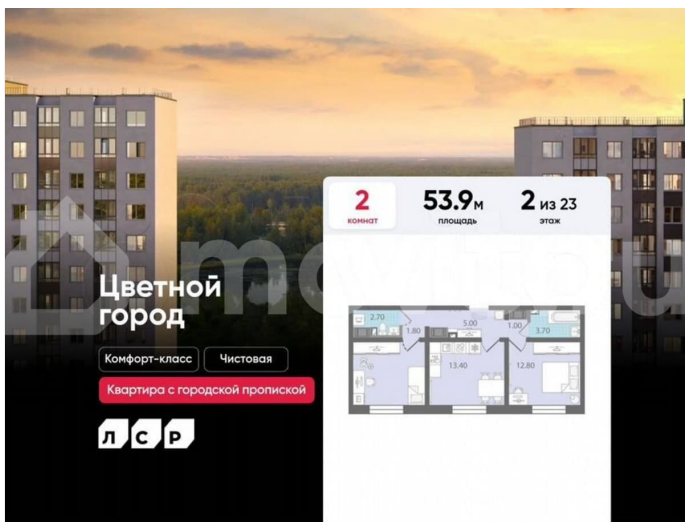 Цветной
город
Комфорт-класс
Чистовая
Квартира с городской пропиской
ЛСР
2
комнат
53.9м
площадь
2 из 23
этаж
2.70
1.80
5.00
1.00
3.70
13.40
12.80